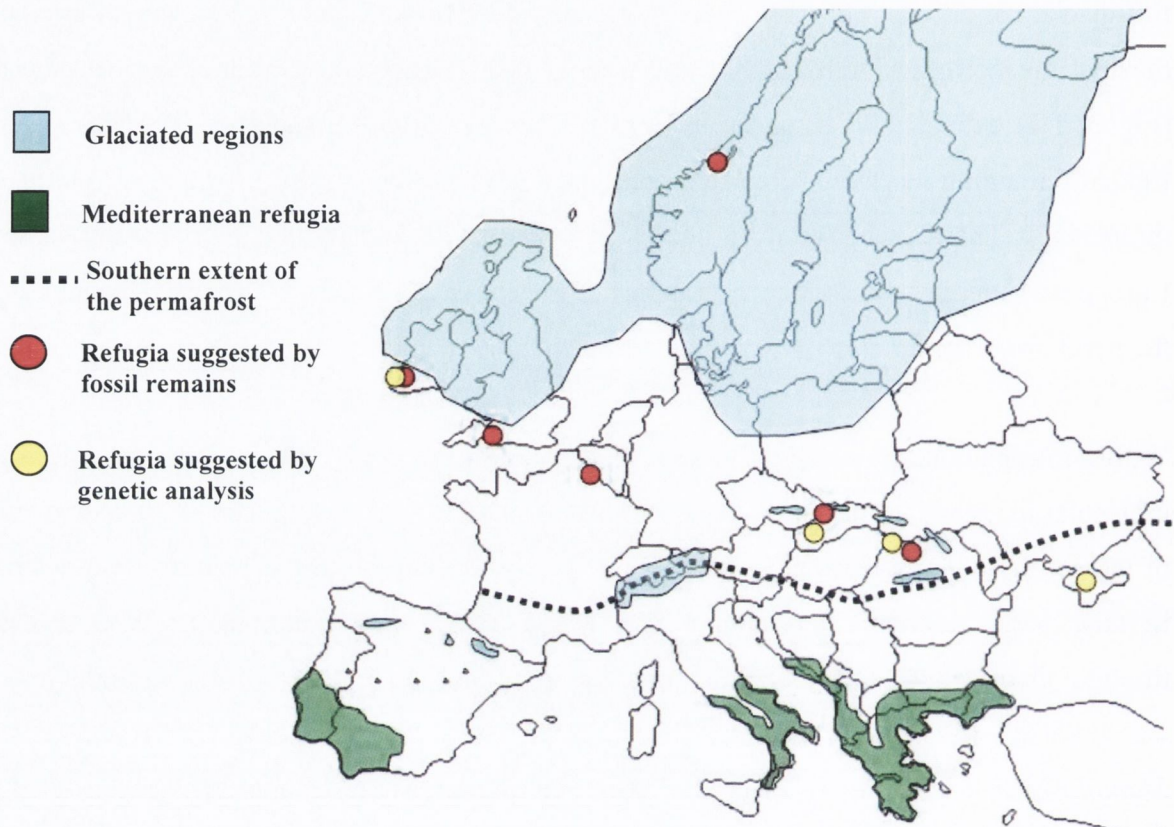 Glaciated regions
Mediterranean refugia
Southern extent of
the permafrost
Refugia suggested by
fossil remains
Refugia suggested by
genetic analysis